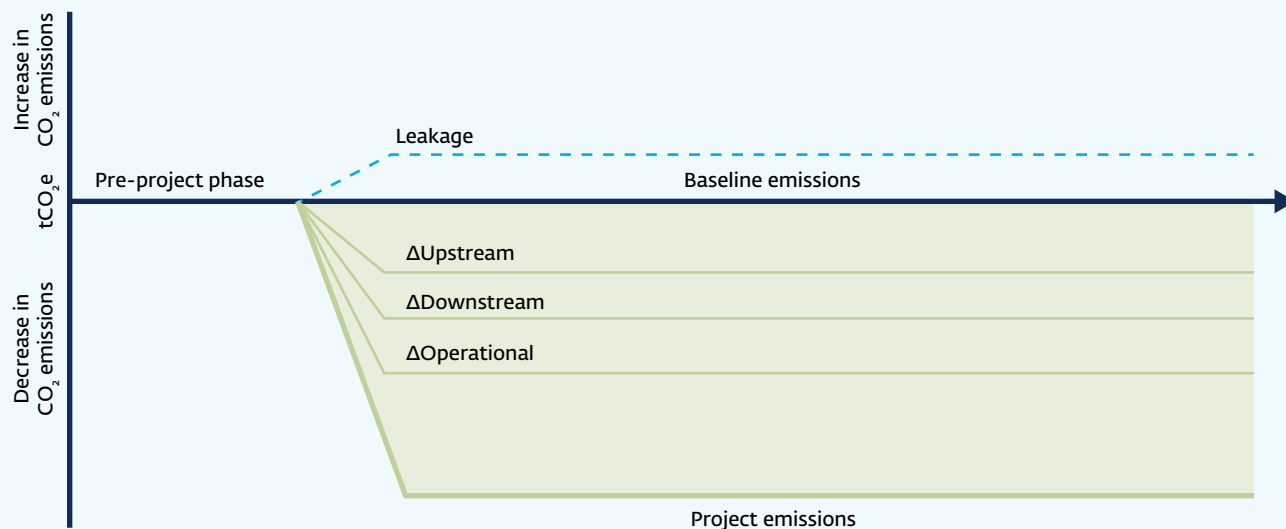 Increase in
CO₂ emissions
Leakage
Pre-project phase
Baseline emissions
tCO₂e
ΔUpstream
ΔDownstream
ΔOperational
Decrease in
CO₂ emissions
Project emissions